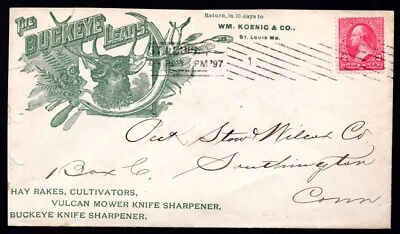 Return, in 10 days to
WM. KOENIG & CO.,
St. Louis Mo.
THE BUCKEYE LEADS.
PM '97
1
Peck Stow & Wilcox Co
Box C
Southington
Conn.
HAY RAKES, CULTIVATORS,
VULCAN MOWER KNIFE SHARPENER,
BUCKEYE KNIFE SHARPENER.